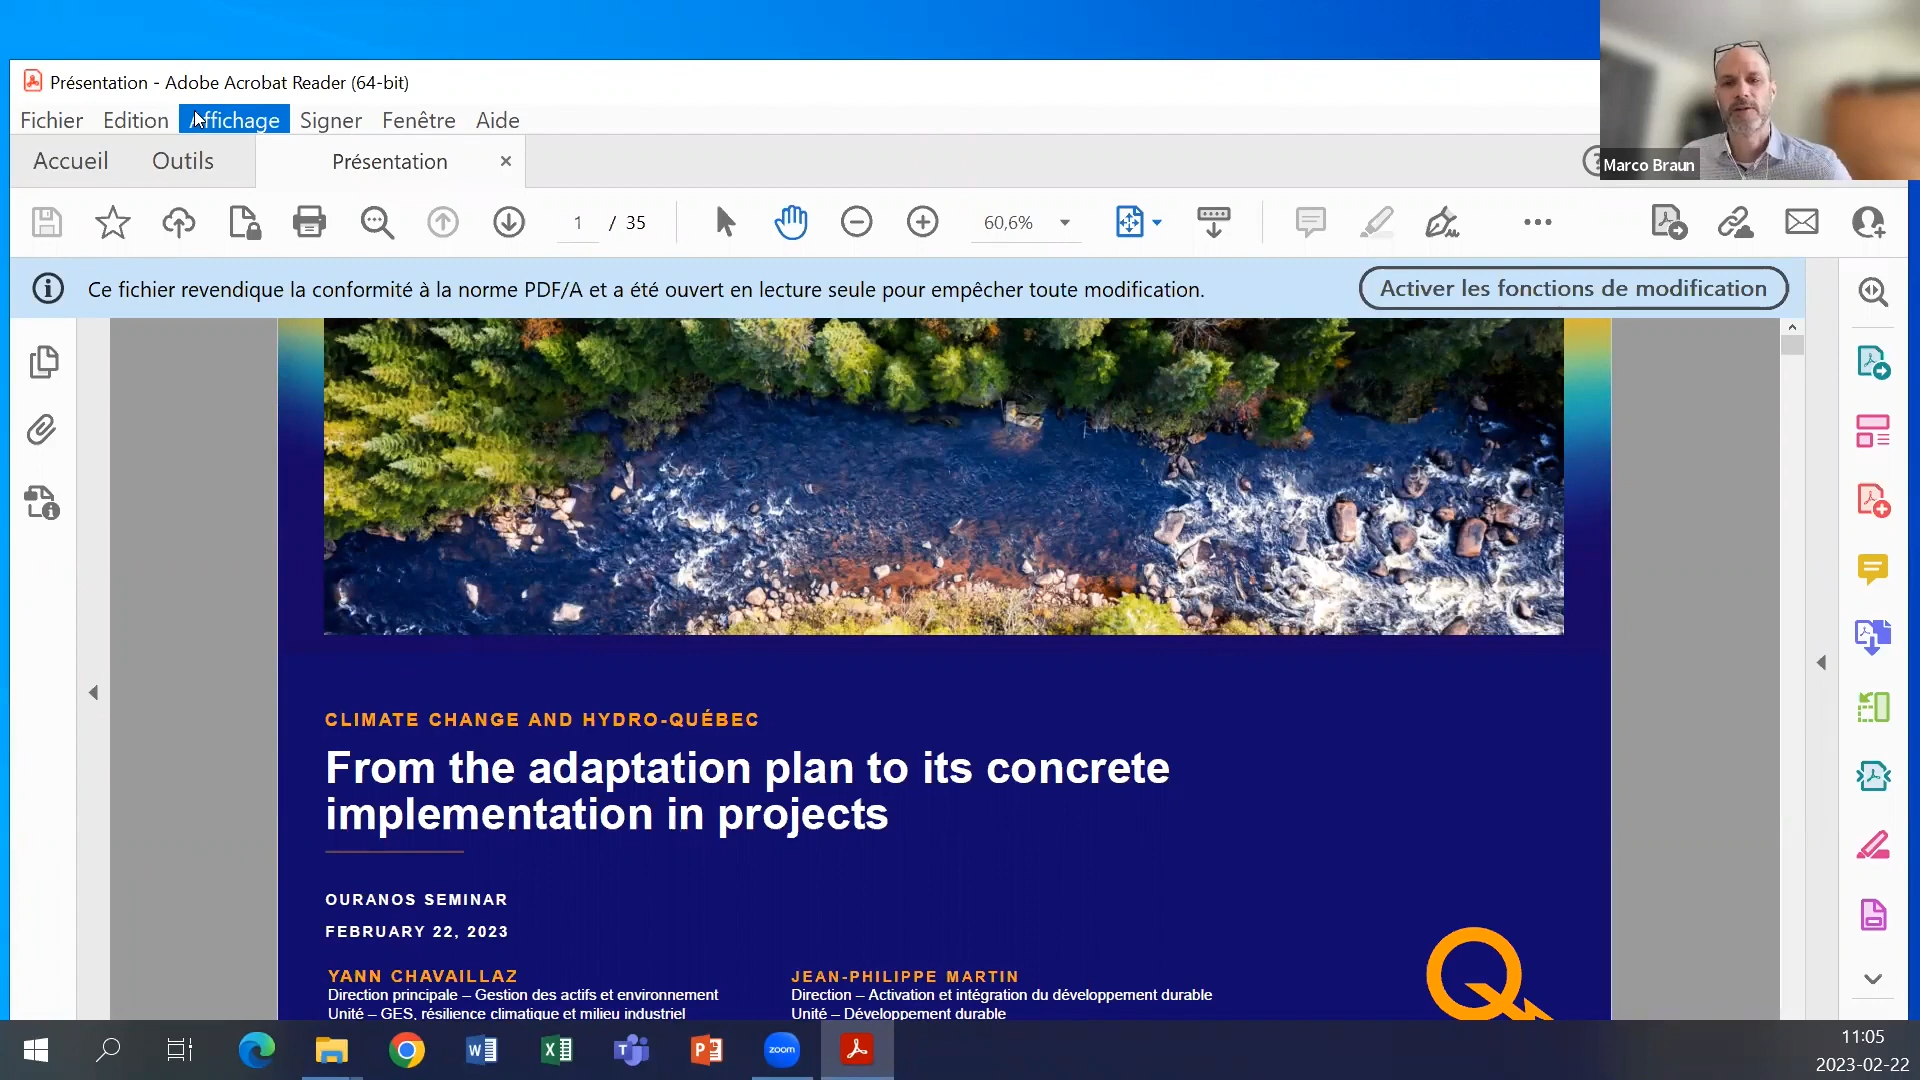 Présentation - Adobe Acrobat Reader (64-bit)
Fichier Edition Affichage Signer Fenêtre Aide
Accueil Outils Présentation ×
Marco Braun
1 / 35 60,6%
Ce fichier revendique la conformité à la norme PDF/A et a été ouvert en lecture seule pour empêcher toute modification.
Activer les fonctions de modification
CLIMATE CHANGE AND HYDRO-QUÉBEC
From the adaptation plan to its concrete
implementation in projects
OURANOS SEMINAR
FEBRUARY 22, 2023
YANN CHAVAILLAZ
Direction principale – Gestion des actifs et environnement
Unité – GES, résilience climatique et milieu industriel
JEAN-PHILIPPE MARTIN
Direction – Activation et intégration du développement durable
Unité – Développement durable
zoom
11:05
2023-02-22